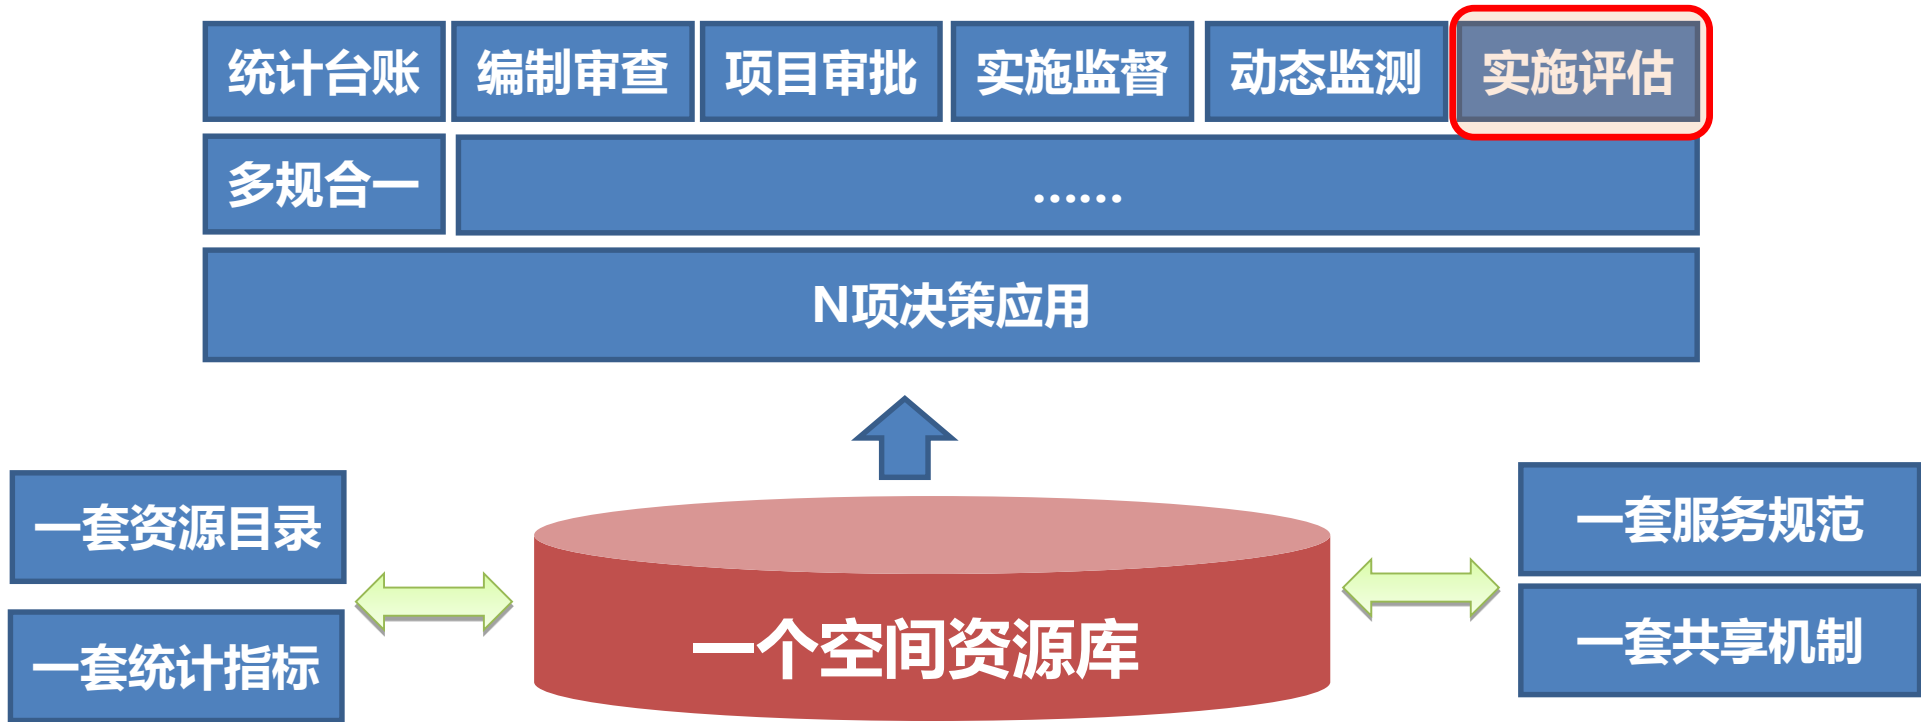 统计台账
编制审查
项目审批
实施监督
动态监测
实施评估
多规合一
......
N项决策应用
一套资源目录
一套统计指标
一个空间资源库
一套服务规范
一套共享机制